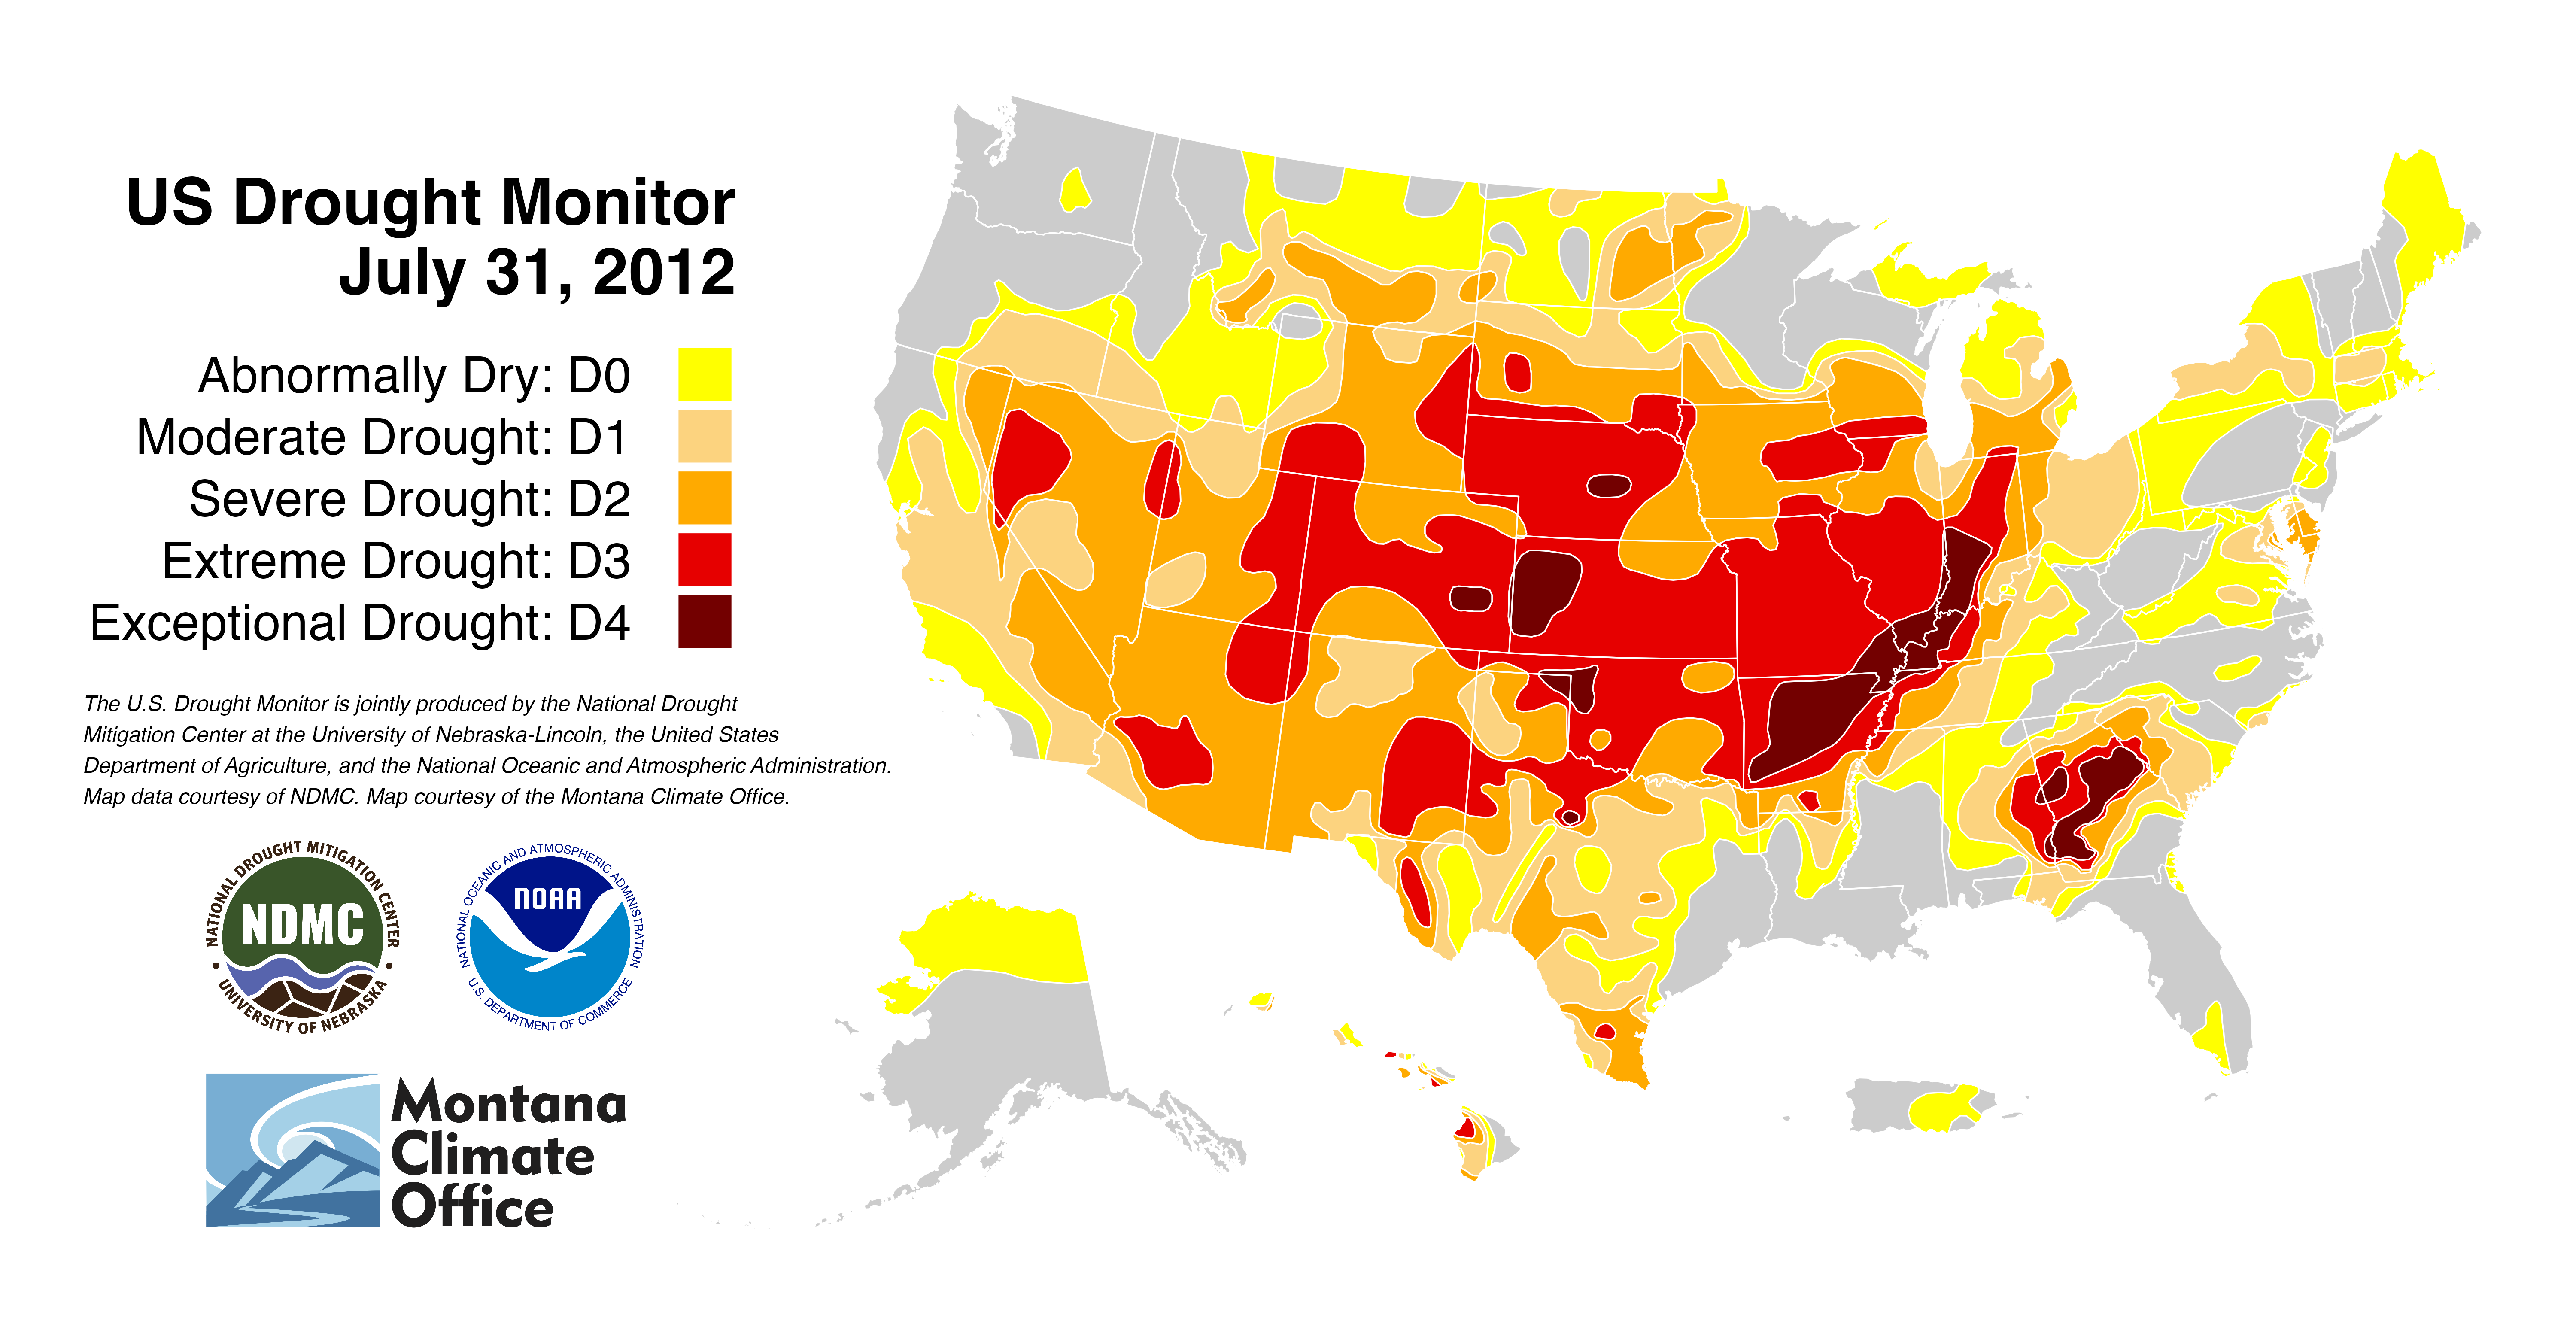 US Drought Monitor
July 31, 2012
Abnormally Dry: D0
Moderate Drought: D1
Severe Drought: D2
Extreme Drought: D3
Exceptional Drought: D4
The U.S. Drought Monitor is jointly produced by the National Drought
Mitigation Center at the University of Nebraska-Lincoln, the United States
Department of Agriculture, and the National Oceanic and Atmospheric Administration.
Map data courtesy of NDMC. Map courtesy of the Montana Climate Office.
NATIONAL DROUGHT MITIGATION CENTER
NDMC
• UNIVERSITY OF NEBRASKA •
NATIONAL OCEANIC AND ATMOSPHERIC ADMINISTRATION
NOAA
U.S. DEPARTMENT OF COMMERCE
Montana
Climate
Office